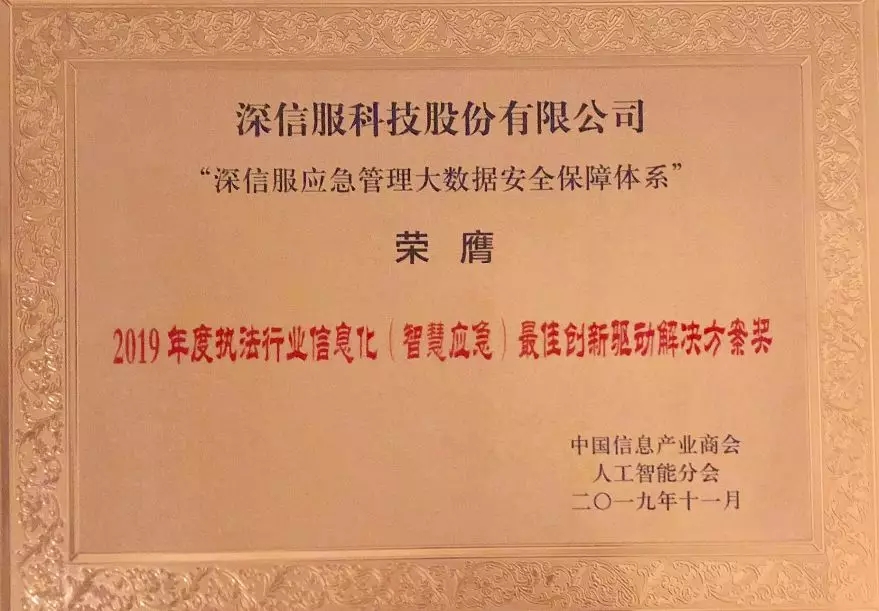 深信服科技股份有限公司
“深信服应急管理大数据安全保障体系”
荣 膺
2019年度执法行业信息化（智慧应急）最佳创新驱动解决方案奖
中国信息产业商会
人工智能分会
二〇一九年十一月